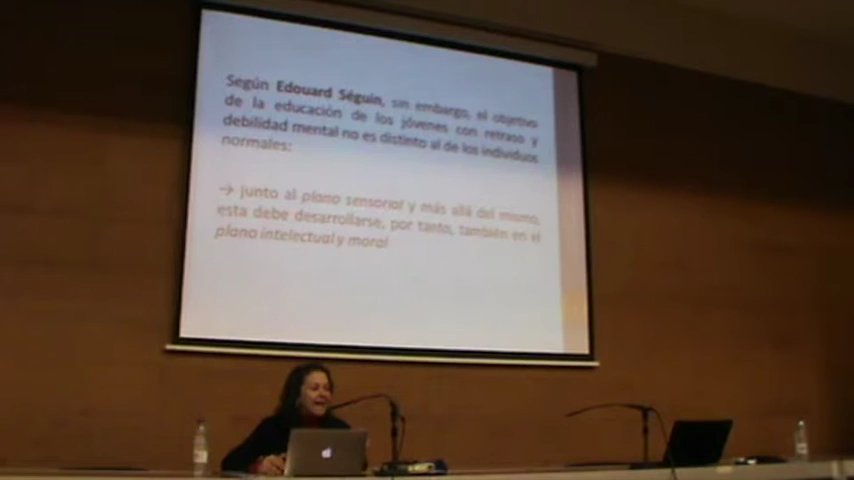 Según Edouard Séguin, sin embargo, el objetivo
de la educación de los jóvenes con retraso y
debilidad mental no es distinto al de los individuos
normales:
→ junto al plano sensorial y más allá del mismo,
esta debe desarrollarse, por tanto, también en el
plano intelectual y moral